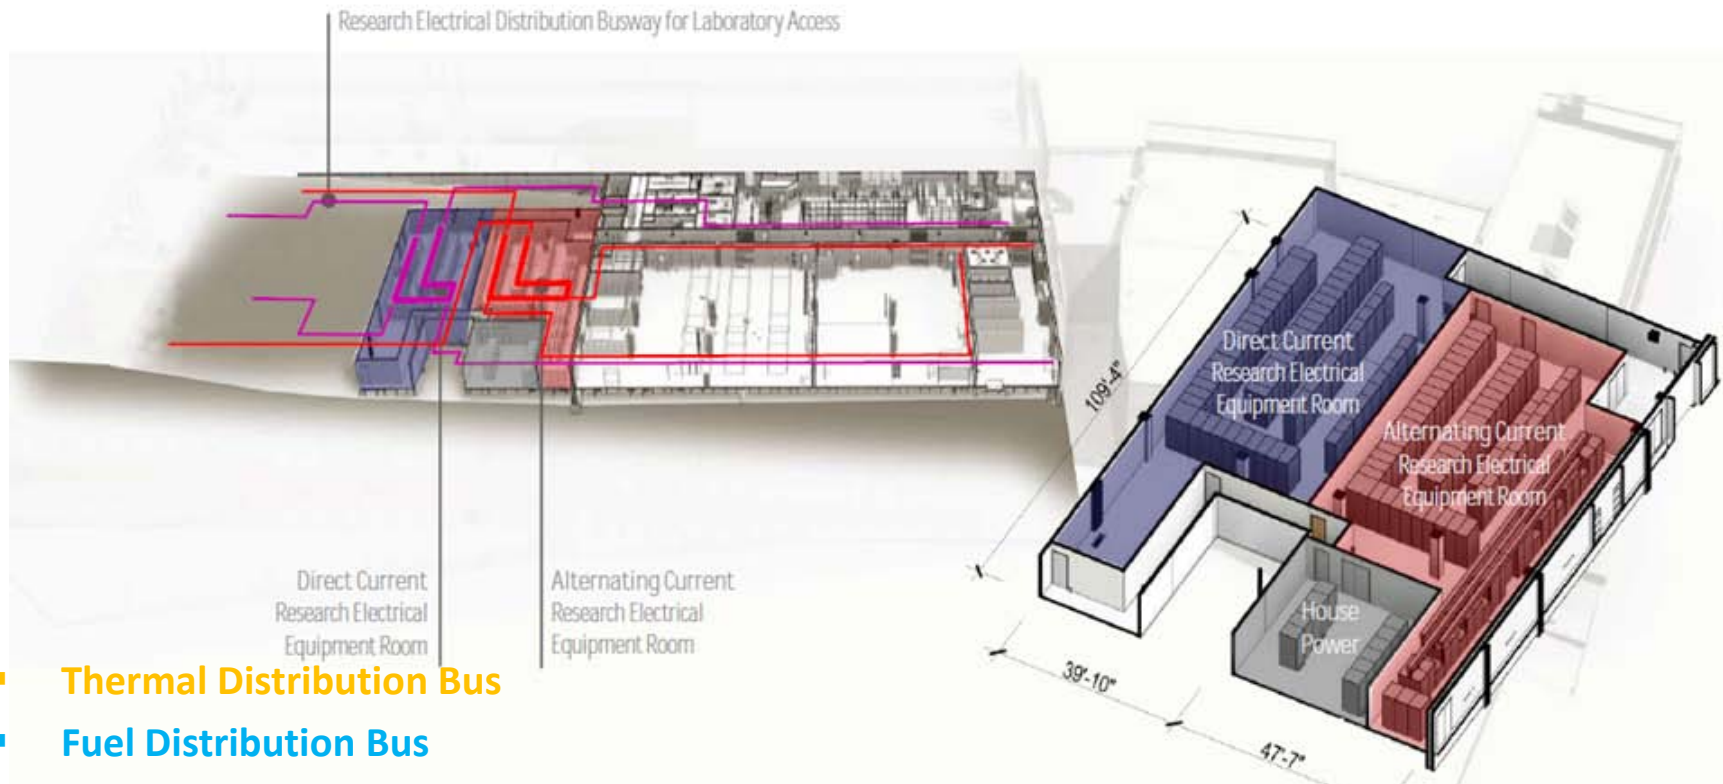 Research Electrical Distribution Busway for Laboratory Access
Direct Current
Research Electrical
Equipment Room
Alternating Current
Research Electrical
Equipment Room
109'-4"
Direct Current
Research Electrical
Equipment Room
Alternating Current
Research Electrical
Equipment Room
House
Power
39'-10"
47'-7"
Thermal Distribution Bus
Fuel Distribution Bus